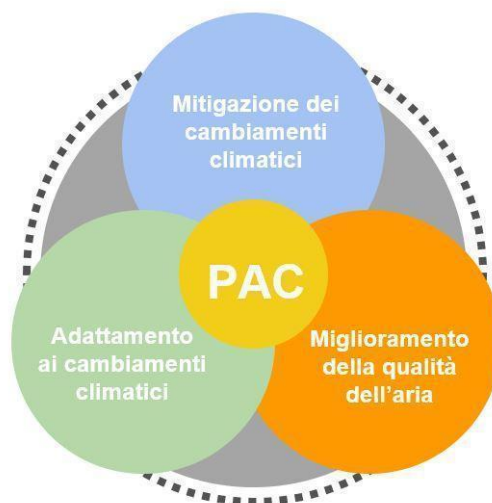 Mitigazione dei
cambiamenti
climatici
PAC
Adattamento
ai cambiamenti
climatici
Miglioramento
della qualità
dell'aria